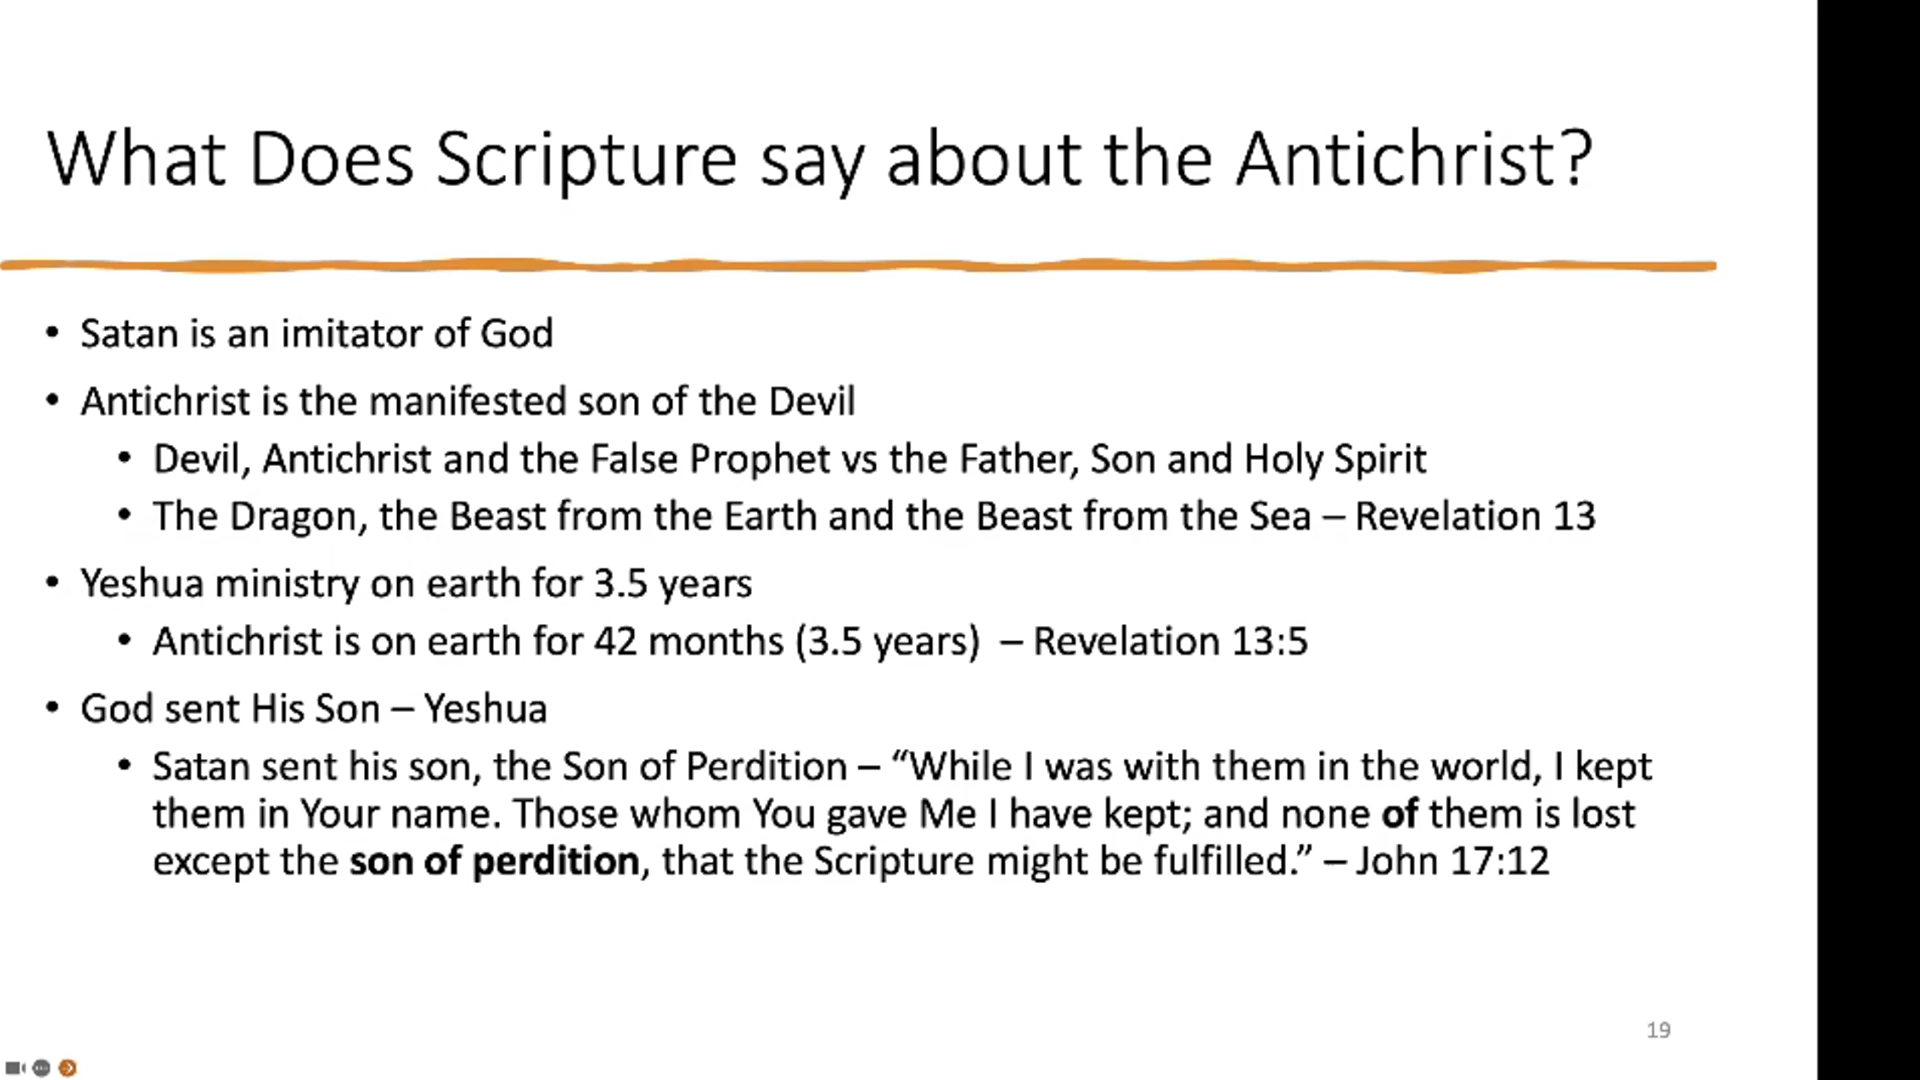 What Does Scripture say about the Antichrist?
• Satan is an imitator of God
• Antichrist is the manifested son of the Devil
• Devil, Antichrist and the False Prophet vs the Father, Son and Holy Spirit
• The Dragon, the Beast from the Earth and the Beast from the Sea – Revelation 13
• Yeshua ministry on earth for 3.5 years
• Antichrist is on earth for 42 months (3.5 years)  – Revelation 13:5
• God sent His Son – Yeshua
• Satan sent his son, the Son of Perdition – “While I was with them in the world, I kept
them in Your name. Those whom You gave Me I have kept; and none of them is lost
except the son of perdition, that the Scripture might be fulfilled.” – John 17:12
19